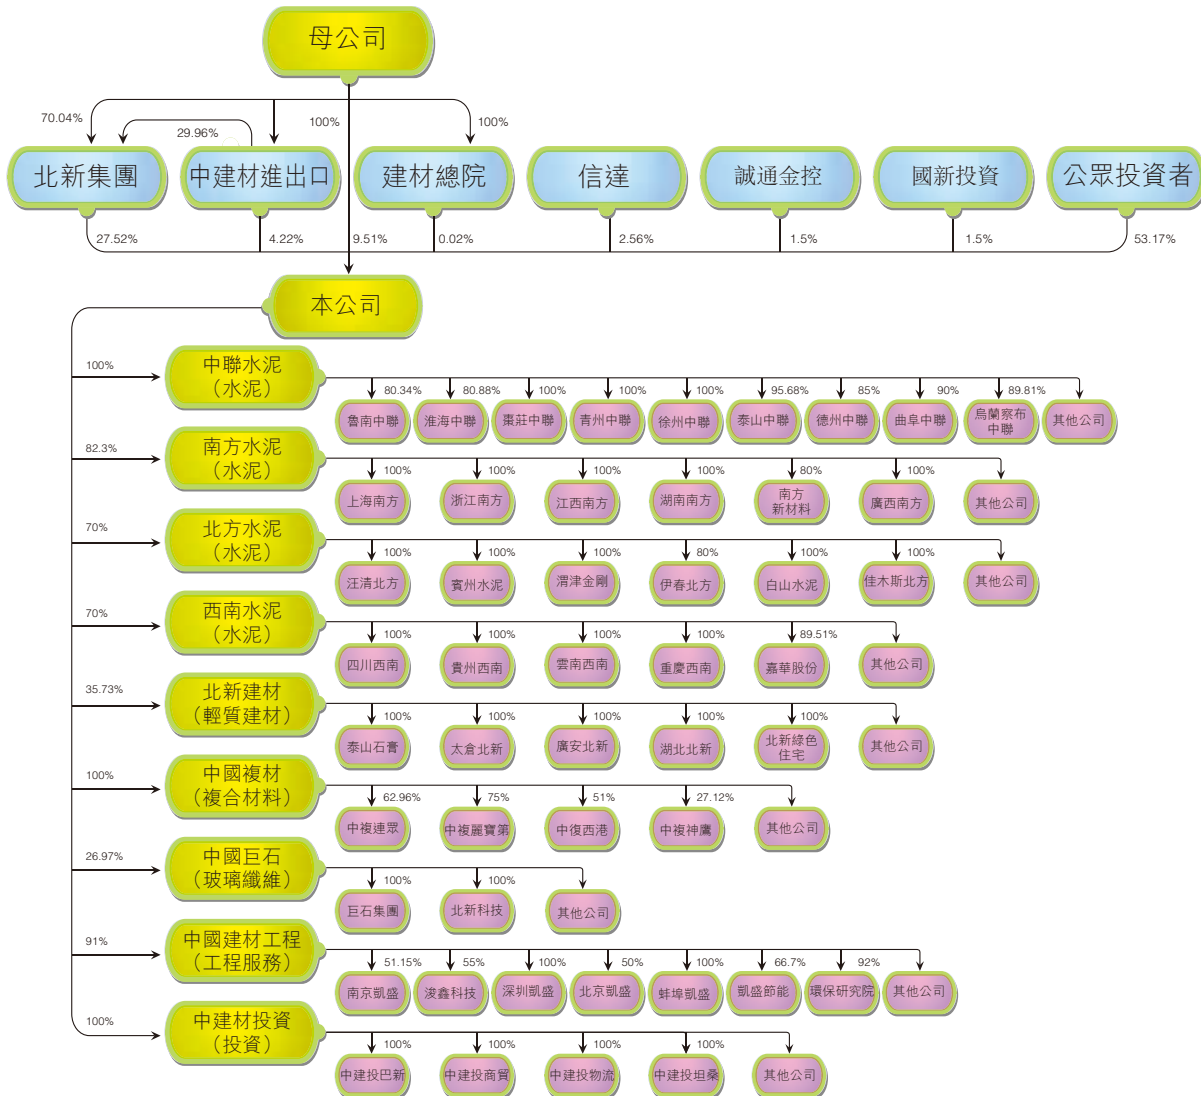 母公司
70.04%
29.96%
100%
100%
北新集團
中建材進出口
建材總院
信達
誠通金控
國新投資
公眾投資者
27.52%
4.22%
9.51%
0.02%
2.56%
1.5%
1.5%
53.17%
本公司
100%
中聯水泥
（水泥）
80.34%
80.88%
100%
100%
100%
95.68%
85%
90%
89.81%
魯南中聯
淮海中聯
棗莊中聯
青州中聯
徐州中聯
泰山中聯
德州中聯
曲阜中聯
烏蘭察布
中聯
其他公司
82.3%
南方水泥
（水泥）
100%
100%
100%
100%
80%
100%
上海南方
浙江南方
江西南方
湖南南方
南方
新材料
廣西南方
其他公司
70%
北方水泥
（水泥）
100%
100%
100%
80%
100%
100%
汪清北方
賓州水泥
渭津金剛
伊春北方
白山水泥
佳木斯北方
其他公司
70%
西南水泥
（水泥）
100%
100%
100%
100%
89.51%
四川西南
貴州西南
雲南西南
重慶西南
嘉華股份
其他公司
35.73%
北新建材
（輕質建材）
100%
100%
100%
100%
100%
泰山石膏
太倉北新
廣安北新
湖北北新
北新綠色
住宅
其他公司
100%
中國複材
（複合材料）
62.96%
75%
51%
27.12%
中複連眾
中複麗寶第
中復西港
中複神鷹
其他公司
26.97%
中國巨石
（玻璃纖維）
100%
100%
巨石集團
北新科技
其他公司
91%
中國建材工程
（工程服務）
51.15%
55%
100%
50%
100%
66.7%
92%
南京凱盛
浚鑫科技
深圳凱盛
北京凱盛
蚌埠凱盛
凱盛節能
環保研究院
其他公司
100%
中建材投資
（投資）
100%
100%
100%
100%
中建投巴新
中建投商貿
中建投物流
中建投坦桑
其他公司